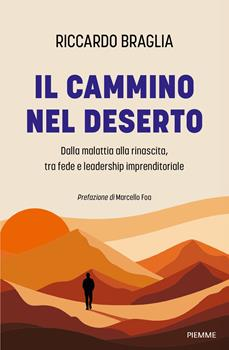 RICCARDO BRAGLIA
IL CAMMINO
NEL DESERTO
Dalla malattia alla rinascita,
tra fede e leadership imprenditoriale
Prefazione di Marcello Foa
PIEMME